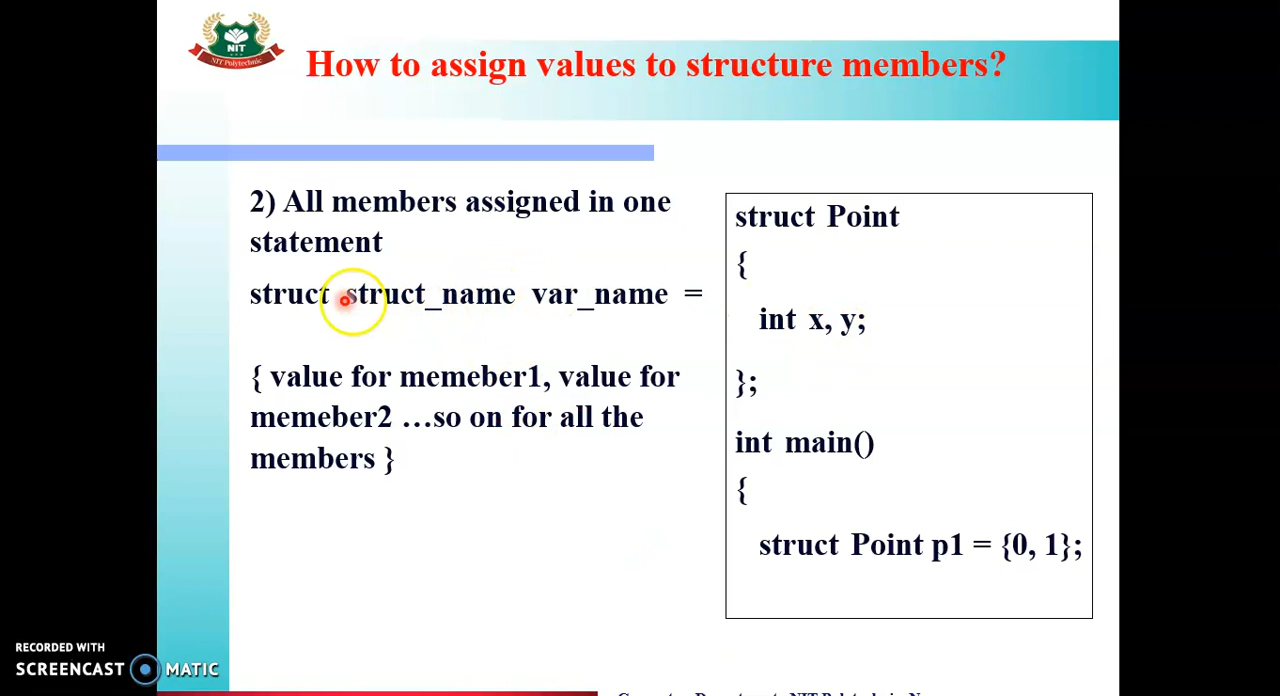 NIT
NIT Polytechnic
How to assign values to structure members?
2) All members assigned in one
statement
struct struct_name var_name =
{ value for memeber1, value for
memeber2 …so on for all the
members }
struct Point
{
int x, y;
};
int main()
{
struct Point p1 = {0, 1};
RECORDED WITH
SCREENCAST MATIC